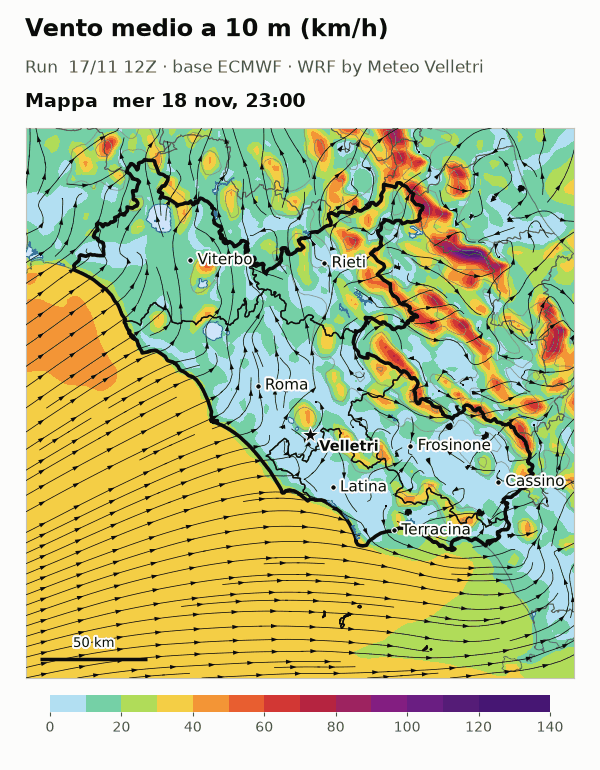 Vento medio a 10 m (km/h)
Run 17/11 12Z · base ECMWF · WRF by Meteo Velletri
Mappa mer 18 nov, 23:00
Viterbo
Rieti
Roma
Velletri
Frosinone
Cassino
Latina
Terracina
50 km
0 20 40 60 80 100 120 140